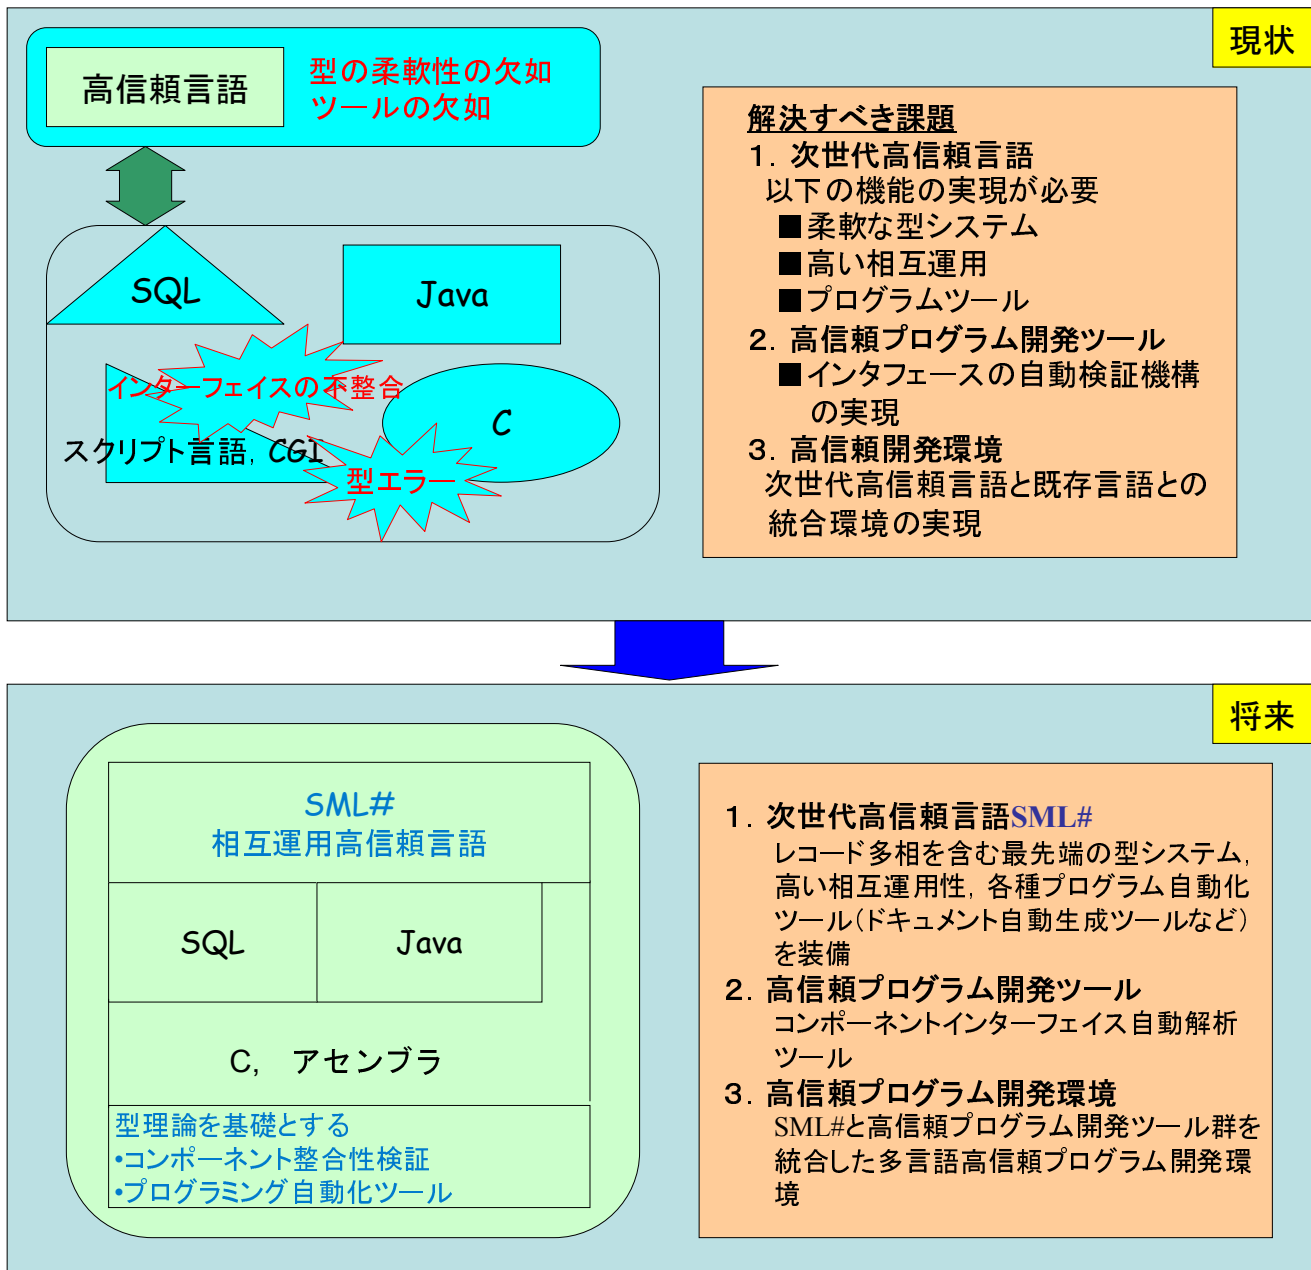 現状
高信頼言語
型の柔軟性の欠如
ツールの欠如
SQL
Java
インターフェイスの不整合
C
スクリプト言語, CGI
型エラー
解決すべき課題
1. 次世代高信頼言語
以下の機能の実現が必要
■柔軟な型システム
■高い相互運用
■プログラムツール
2. 高信頼プログラム開発ツール
■インタフェースの自動検証機構
の実現
3. 高信頼開発環境
次世代高信頼言語と既存言語との
統合環境の実現
将来
SML#
相互運用高信頼言語
SQL
Java
C, アセンブラ
型理論を基礎とする
•コンポーネント整合性検証
•プログラミング自動化ツール
1. 次世代高信頼言語SML#
レコード多相を含む最先端の型システム,
高い相互運用性, 各種プログラム自動化
ツール(ドキュメント自動生成ツールなど)
を装備
2. 高信頼プログラム開発ツール
コンポーネントインターフェイス自動解析
ツール
3. 高信頼プログラム開発環境
SML#と高信頼プログラム開発ツール群を
統合した多言語高信頼プログラム開発環
境